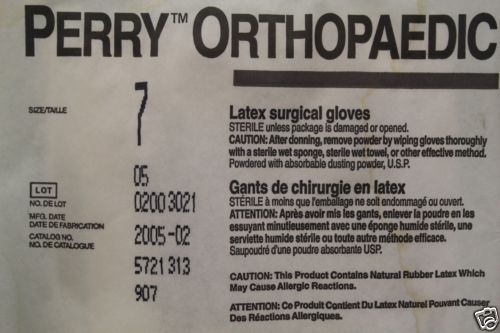 PERRY™ ORTHOPAEDIC
SIZE/TAILLE
7
05
LOT
NO. DE LOT
0200 3021
MFG. DATE
DATE DE FABRICATION
2005-02
CATALOG NO.
NO. DE CATALOGUE
5721 313
907
Latex surgical gloves
STERILE unless package is damaged or opened.
CAUTION: After donning, remove powder by wiping gloves thoroughly
with a sterile wet sponge, sterile wet towel, or other effective method.
Powdered with absorbable dusting powder, U.S.P.
Gants de chirurgie en latex
STÉRILE à moins que l'emballage ne soit endommagé ou ouvert.
ATTENTION: Après avoir mis les gants, enlever la poudre en les
essuyant minutieusement avec une éponge humide stérile, une
serviette humide stérile ou toute autre méthode efficace.
Saupoudré d'une poudre absorbante USP.
CAUTION: This Product Contains Natural Rubber Latex Which
May Cause Allergic Reactions.
ATTENTION: Ce Produit Contient Du Latex Naturel Pouvant Causer
Des Réactions Allergiques.